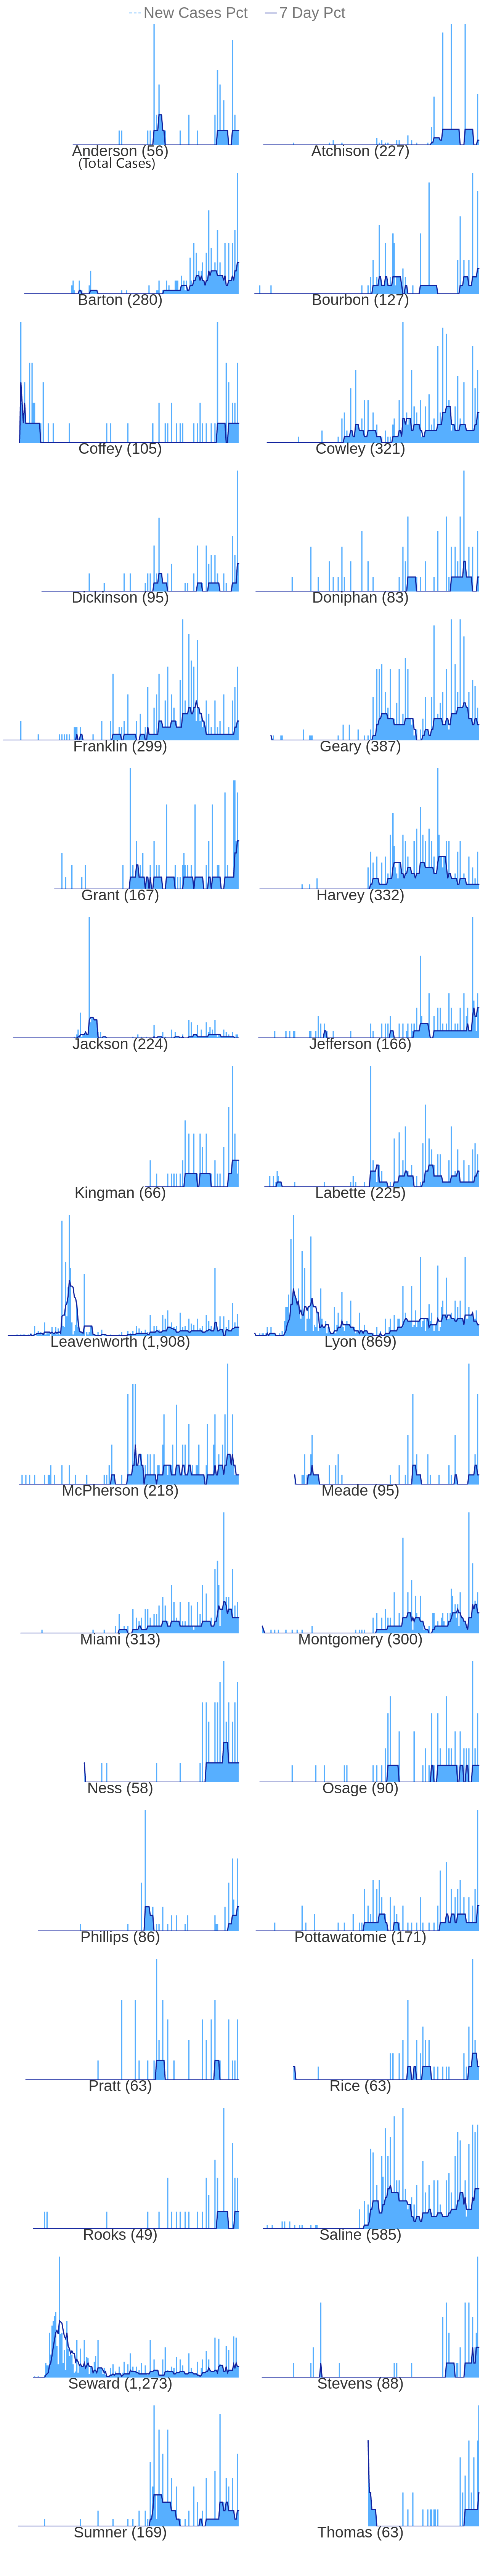 New Cases Pct 7 Day Pct
Anderson (56) Atchison (227)
(Total Cases)
Barton (280) Bourbon (127)
Coffey (105) Cowley (321)
Dickinson (95) Doniphan (83)
Franklin (299) Geary (387)
Grant (167) Harvey (332)
Jackson (224) Jefferson (166)
Kingman (66) Labette (225)
Leavenworth (1,908) Lyon (869)
McPherson (218) Meade (95)
Miami (313) Montgomery (300)
Ness (58) Osage (90)
Phillips (86) Pottawatomie (171)
Pratt (63) Rice (63)
Rooks (49) Saline (585)
Seward (1,273) Stevens (88)
Sumner (169) Thomas (63)